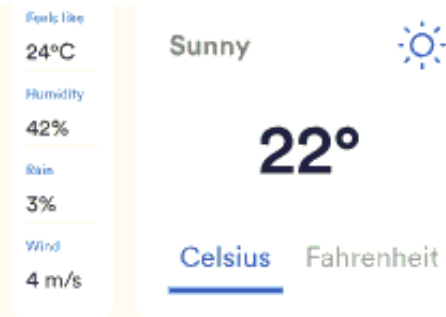 Feels like
24°C
Humidity
42%
Rain
3%
Wind
4 m/s
Sunny
22°
Celsius Fahrenheit